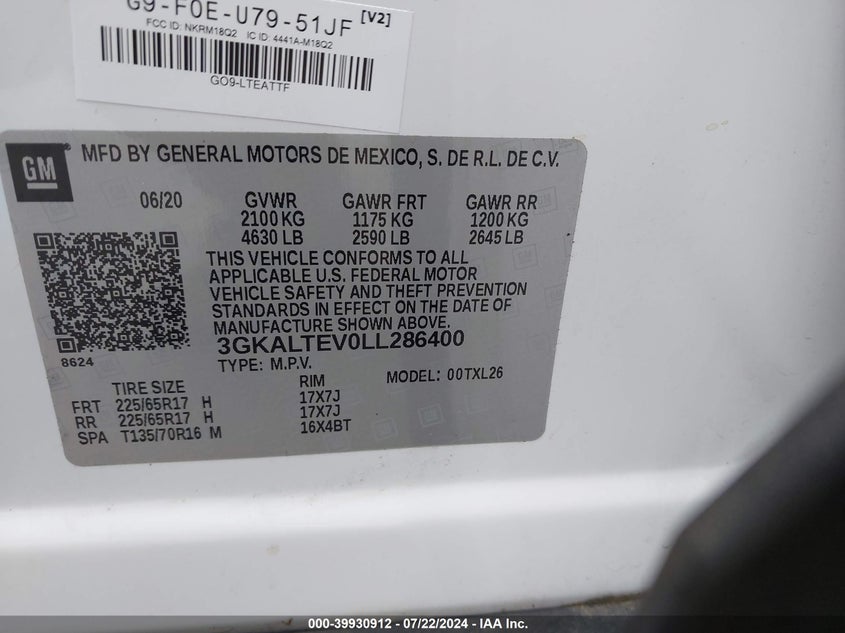 G9-F0E-U79-51JF [V2]
FCC ID: NKRM18Q2 IC ID: 4441A-M18Q2
GO9-LTEATTF
GM
MFD BY GENERAL MOTORS DE MEXICO, S. DE R.L. DE C.V.
06/20 GVWR GAWR FRT GAWR RR
2100 KG 1175 KG 1200 KG
4630 LB 2590 LB 2645 LB
THIS VEHICLE CONFORMS TO ALL
APPLICABLE U.S. FEDERAL MOTOR
VEHICLE SAFETY AND THEFT PREVENTION
STANDARDS IN EFFECT ON THE DATE OF
MANUFACTURE SHOWN ABOVE.
8624
3GKALTEV0LL286400
TYPE: M.P.V. MODEL: 00TXL26
TIRE SIZE RIM
FRT 225/65R17 H 17X7J
RR 225/65R17 H 17X7J
SPA T135/70R16 M 16X4BT
000-39930912 - 07/22/2024 - IAA Inc.